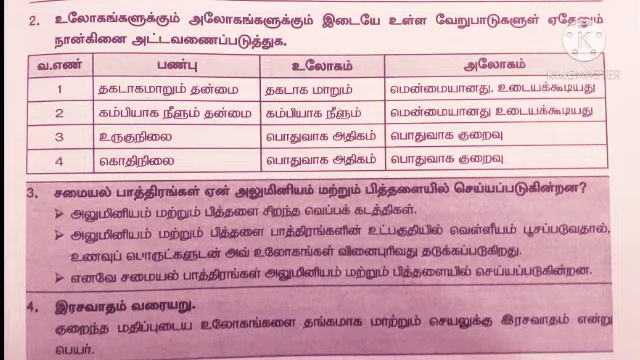 2. உலோகங்களுக்கும் அலோகங்களுக்கும் இடையே உள்ள வேறுபாடுகளுள் ஏதேனும்
நான்கினை அட்டவணைப்படுத்துக.
வ.எண் பண்பு உலோகம் அலோகம்
1 தகடாகமாறும் தன்மை தகடாக மாறும் மென்மையானது, உடையக்கூடியது
2 கம்பியாக நீளும் தன்மை கம்பியாக நீளும் மென்மையானது உடையக்கூடியது
3 உருகுநிலை பொதுவாக அதிகம் பொதுவாக குறைவு
4 கொதிநிலை பொதுவாக அதிகம் பொதுவாக குறைவு
3. சமையல் பாத்திரங்கள் ஏன் அலுமினியம் மற்றும் பித்தளையில் செய்யப்படுகின்றன?
➤ அலுமினியம் மற்றும் பித்தளை சிறந்த வெப்பக் கடத்திகள்.
➤ அலுமினியம் மற்றும் பித்தளை பாத்திரங்களின் உட்பகுதியில் வெள்ளீயம் பூசப்படுவதால்,
உணவுப் பொருட்களுடன் அவ் உலோகங்கள் வினைபுரிவது தடுக்கப்படுகிறது.
➤ எனவே சமையல் பாத்திரங்கள் அலுமினியம் மற்றும் பித்தளையில் செய்யப்படுகின்றன.
4. இரசவாதம் வரையறு.
குறைந்த மதிப்புடைய உலோகங்களை தங்கமாக மாற்றும் செயலுக்கு இரசவாதம் என்று
பெயர்.
KINEMASTER